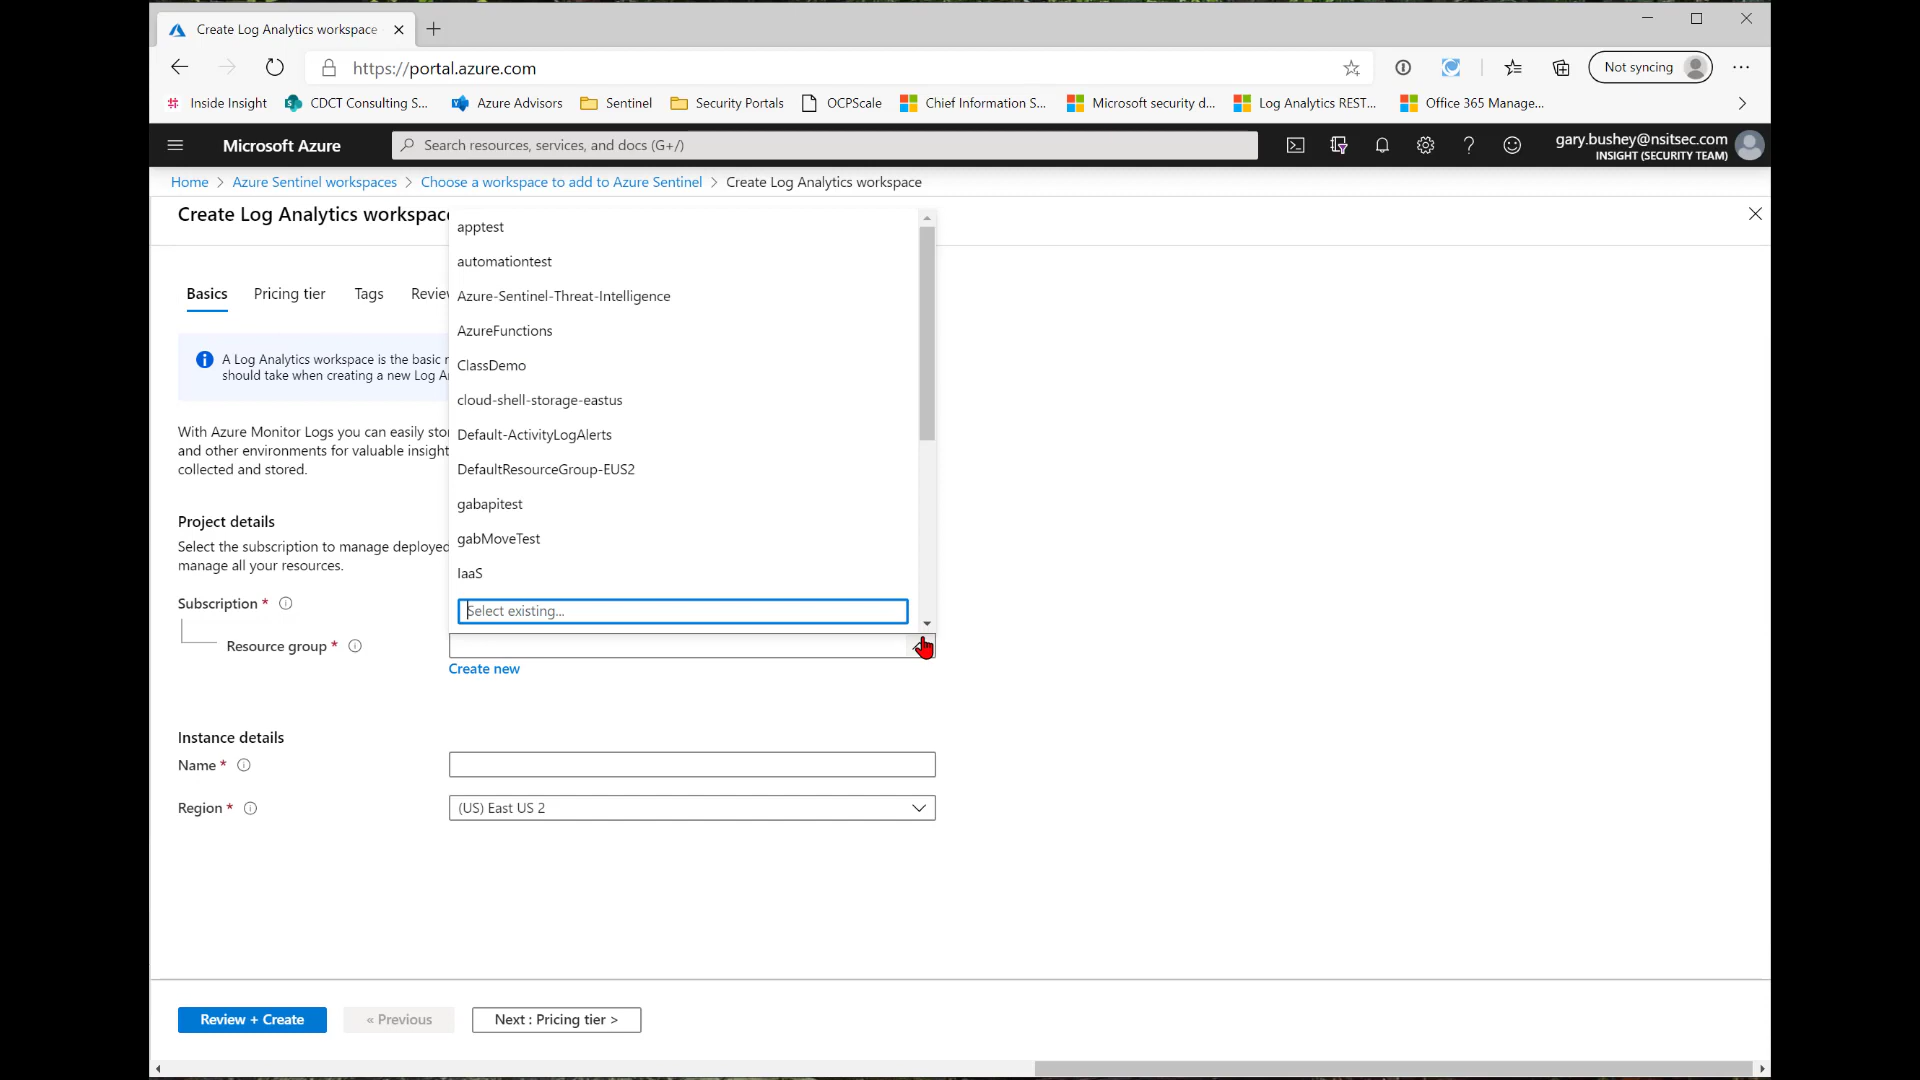 Create Log Analytics workspace
https://portal.azure.com
Not syncing
Inside Insight
CDCT Consulting S...
Azure Advisors
Sentinel
Security Portals
OCPScale
Chief Information S...
Microsoft security d...
Log Analytics REST...
Office 365 Manage...
Microsoft Azure
Search resources, services, and docs (G+/)
gary.bushey@nsitsec.com
INSIGHT (SECURITY TEAM)
Home > Azure Sentinel workspaces > Choose a workspace to add to Azure Sentinel > Create Log Analytics workspace
Create Log Analytics workspac
Basics
Pricing tier
Tags
Review
A Log Analytics workspace is the basic
should take when creating a new Log A
With Azure Monitor Logs you can easily sto
and other environments for valuable insight
collected and stored.
Project details
Select the subscription to manage deployed
manage all your resources.
Subscription *
Resource group *
apptest
automationtest
Azure-Sentinel-Threat-Intelligence
AzureFunctions
ClassDemo
cloud-shell-storage-eastus
Default-ActivityLogAlerts
DefaultResourceGroup-EUS2
gabapitest
gabMoveTest
IaaS
Select existing...
Create new
Instance details
Name *
Region *
(US) East US 2
Review + Create
« Previous
Next : Pricing tier >